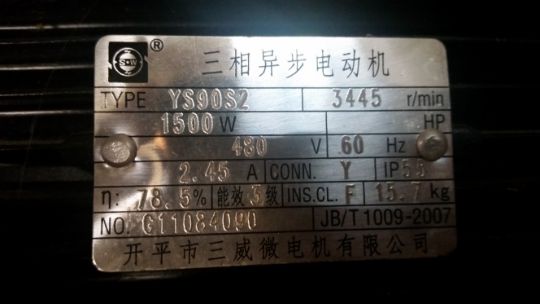 SQW ® 三相异步电动机
TYPE YS90S2 3445 r/min
1500 W HP
480 V 60 Hz
2.45 A CONN. Y IP55
η: 78.5% 能效3级 INS.CL. F 15.7 kg
NO. G11084090 JB/T 1009-2007
开平市三威微电机有限公司